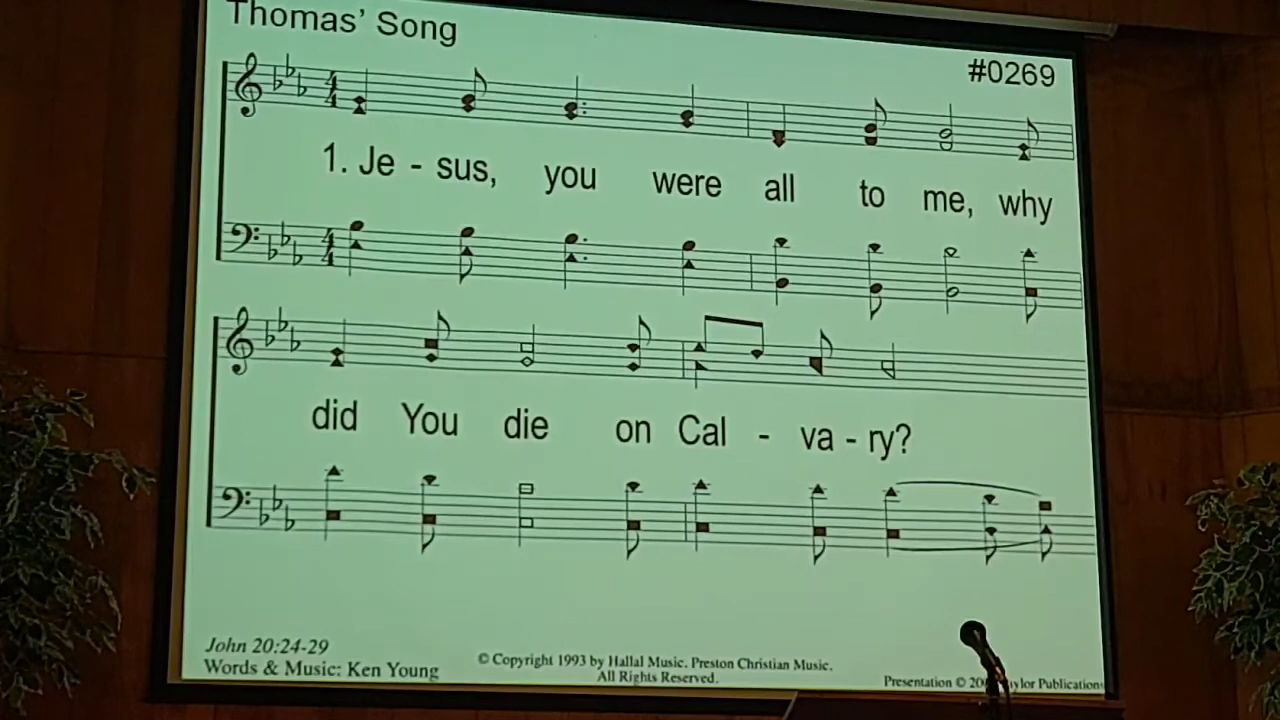 Thomas' Song
#0269
1. Je - sus, you were all to me, why
did You die on Cal - va - ry?
John 20:24-29
Words & Music: Ken Young
© Copyright 1993 by Hallal Music. Preston Christian Music.
All Rights Reserved.
Presentation ©
Publications